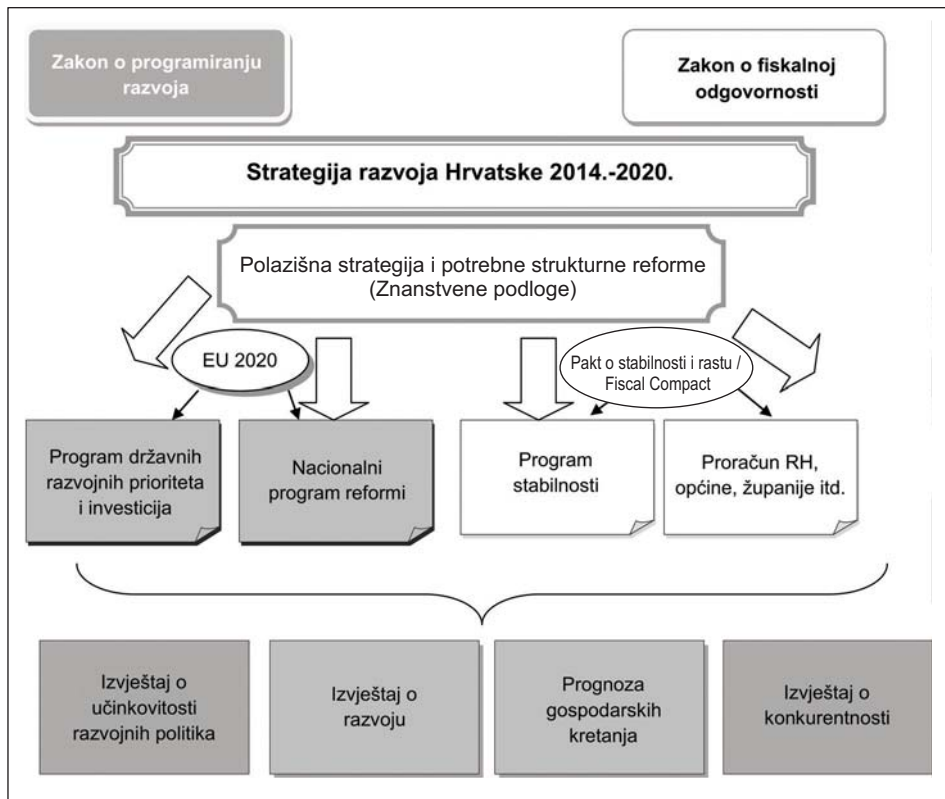 Zakon o programiranju
razvoja
Zakon o fiskalnoj
odgovornosti
Strategija razvoja Hrvatske 2014.-2020.
Polazišna strategija i potrebne strukturne reforme
(Znanstvene podloge)
EU 2020
Pakt o stabilnosti i rastu /
Fiscal Compact
Program državnih
razvojnih prioriteta
i investicija
Nacionalni
program reformi
Program
stabilnosti
Proračun RH,
općine, županije itd.
Izvještaj o
učinkovitosti
razvojnih politika
Izvještaj o
razvoju
Prognoza
gospodarskih
kretanja
Izvještaj o
konkurentnosti